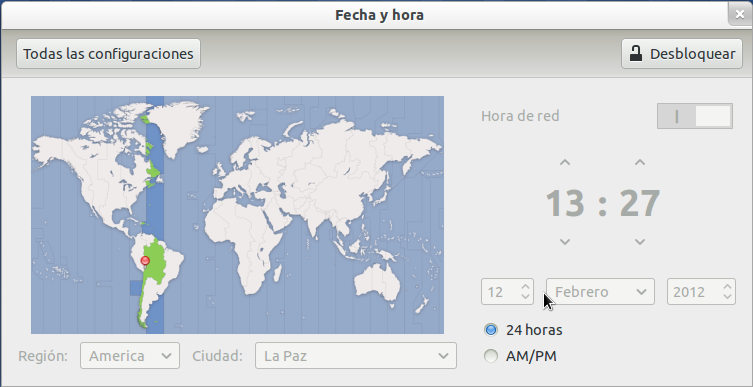 Fecha y hora
Todas las configuraciones
Desbloquear
Hora de red
13 : 27
12 Febrero 2012
24 horas
AM/PM
Región: America Ciudad: La Paz